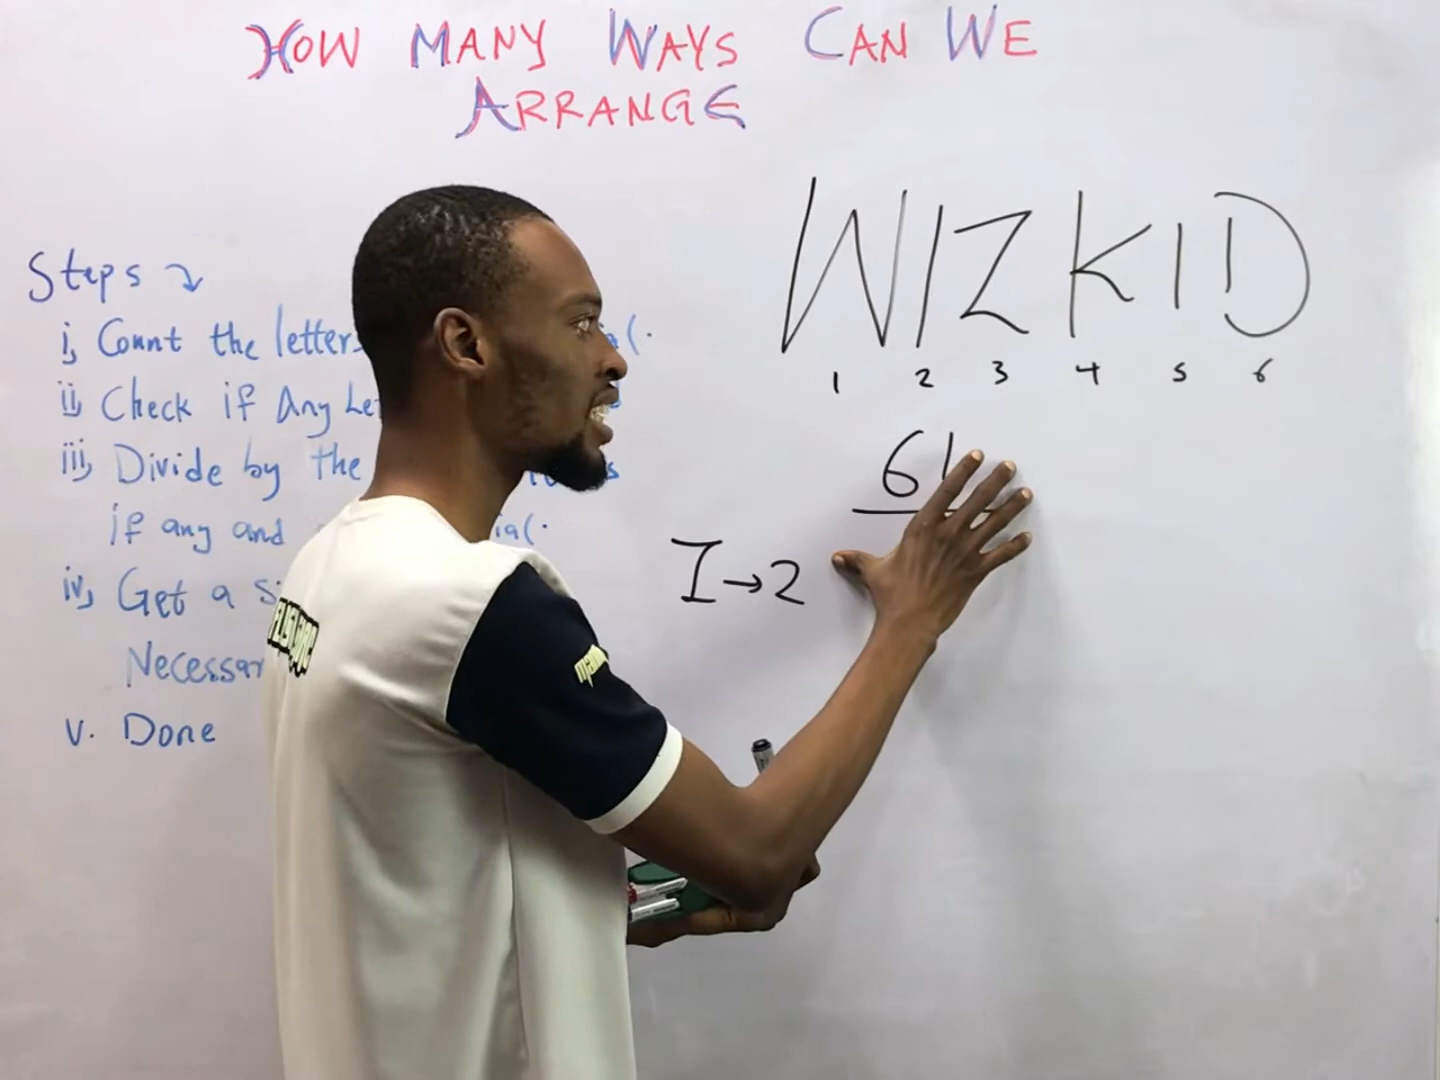 HOW MANY WAYS CAN WE
ARRANGE
WIZKID
1 2 3 4 5 6
6!
I→2
Steps
i, Count the letters
ii, Check if Any
iii, Divide by the
if any and
iv, Get a
Necessar
v. Done